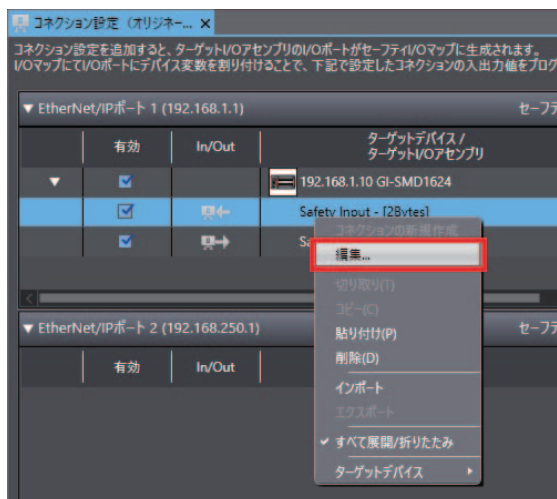 コネクション設定 (オリジネー... ×
コネクション設定を追加すると、ターゲットI/OアセンブリのI/OポートがセーフティI/Oマップに生成されます。
I/OマップにてI/Oポートにデバイス変数を割り付けることで、下記で設定したコネクションの入出力値をプログ
▼ EtherNet/IPポート 1 (192.168.1.1) セーフテ
有効 In/Out ターゲットデバイス /
ターゲットI/Oアセンブリ
▼ 192.168.1.10 GI-SMD1624
Safety Input - [2Bytes]
Sa
コネクションの新規作成
編集...
切り取り(T)
コピー(C)
貼り付け(P)
削除(D)
インポート
エクスポート
✓ すべて展開/折りたたみ
ターゲットデバイス
▼ EtherNet/IPポート 2 (192.168.250.1) セーフテ
有効 In/Out